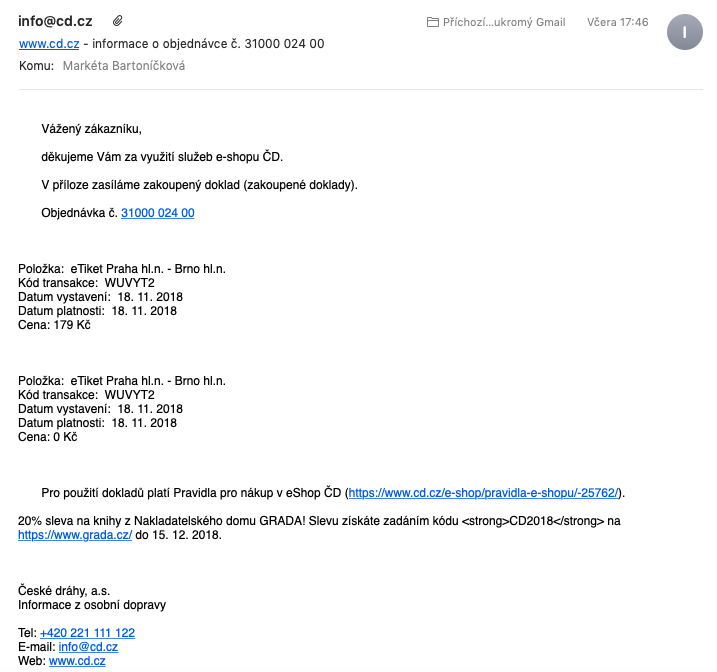 info@cd.cz
Příchozí...ukromý Gmail
Včera 17:46
I
www.cd.cz - informace o objednávce č. 31000 024 00
Komu: Markéta Bartoníčková
Vážený zákazníku,
děkujeme Vám za využití služeb e-shopu ČD.
V příloze zasíláme zakoupený doklad (zakoupené doklady).
Objednávka č. 31000 024 00
Položka: eTiket Praha hl.n. - Brno hl.n.
Kód transakce: WUVYT2
Datum vystavení: 18. 11. 2018
Datum platnosti: 18. 11. 2018
Cena: 179 Kč
Položka: eTiket Praha hl.n. - Brno hl.n.
Kód transakce: WUVYT2
Datum vystavení: 18. 11. 2018
Datum platnosti: 18. 11. 2018
Cena: 0 Kč
Pro použití dokladů platí Pravidla pro nákup v eShop ČD (https://www.cd.cz/e-shop/pravidla-e-shopu/-25762/).
20% sleva na knihy z Nakladatelského domu GRADA! Slevu získáte zadáním kódu <strong>CD2018</strong> na
https://www.grada.cz/ do 15. 12. 2018.
České dráhy, a.s.
Informace z osobní dopravy
Tel: +420 221 111 122
E-mail: info@cd.cz
Web: www.cd.cz